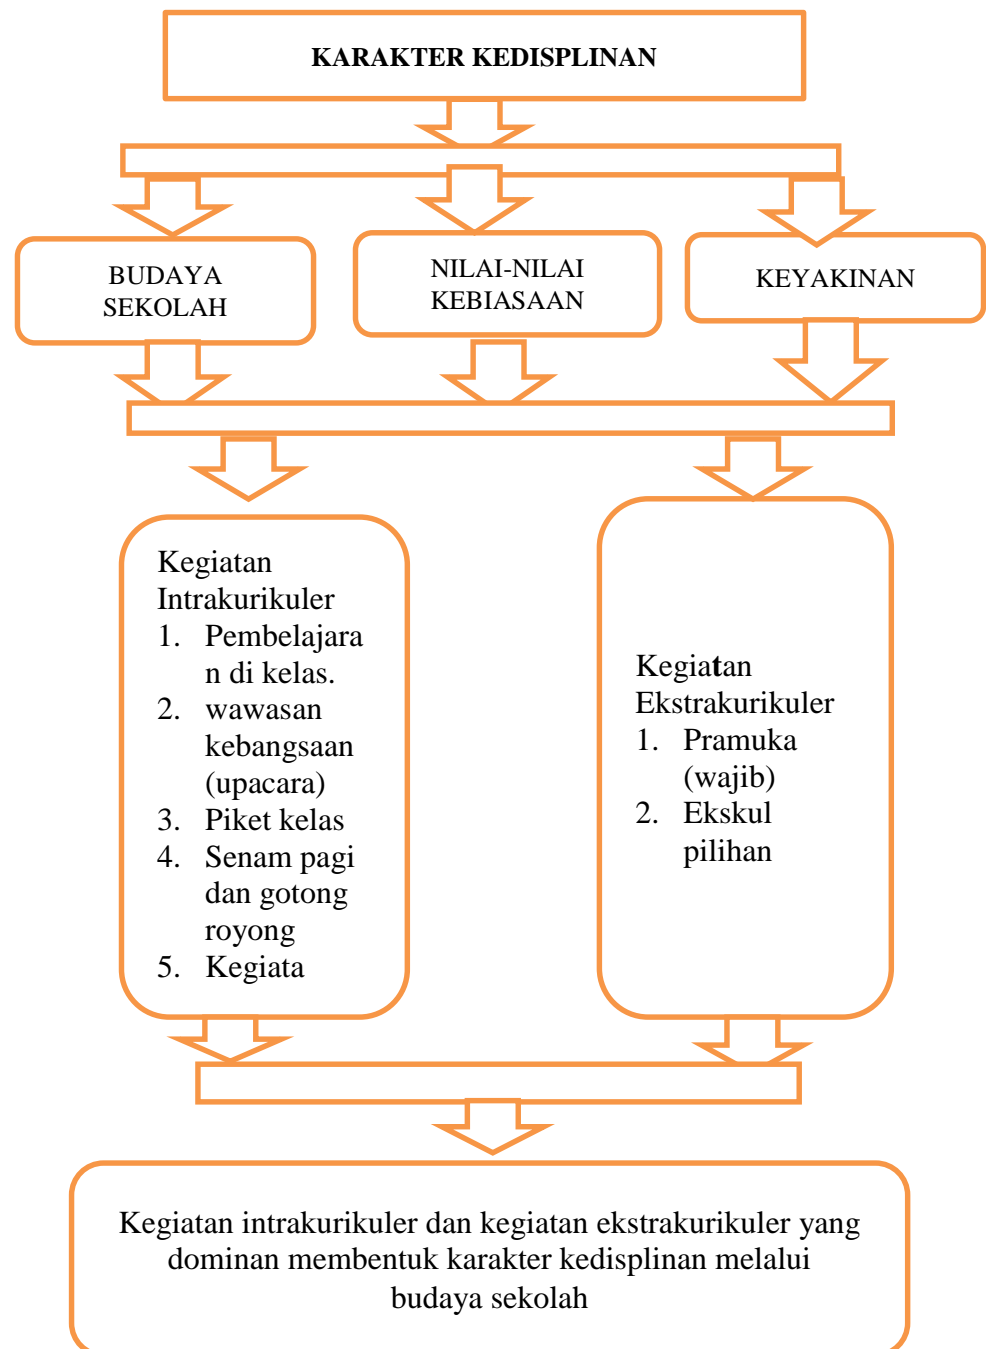 KARAKTER KEDISPLINAN
BUDAYA
SEKOLAH
NILAI-NILAI
KEBIASAAN
KEYAKINAN
Kegiatan
Intrakurikuler
1. Pembelajara
n di kelas.
2. wawasan
kebangsaan
(upacara)
3. Piket kelas
4. Senam pagi
dan gotong
royong
5. Kegiata
Kegiatan
Ekstrakurikuler
1. Pramuka
(wajib)
2. Ekskul
pilihan
Kegiatan intrakurikuler dan kegiatan ekstrakurikuler yang
dominan membentuk karakter kedisplinan melalui
budaya sekolah